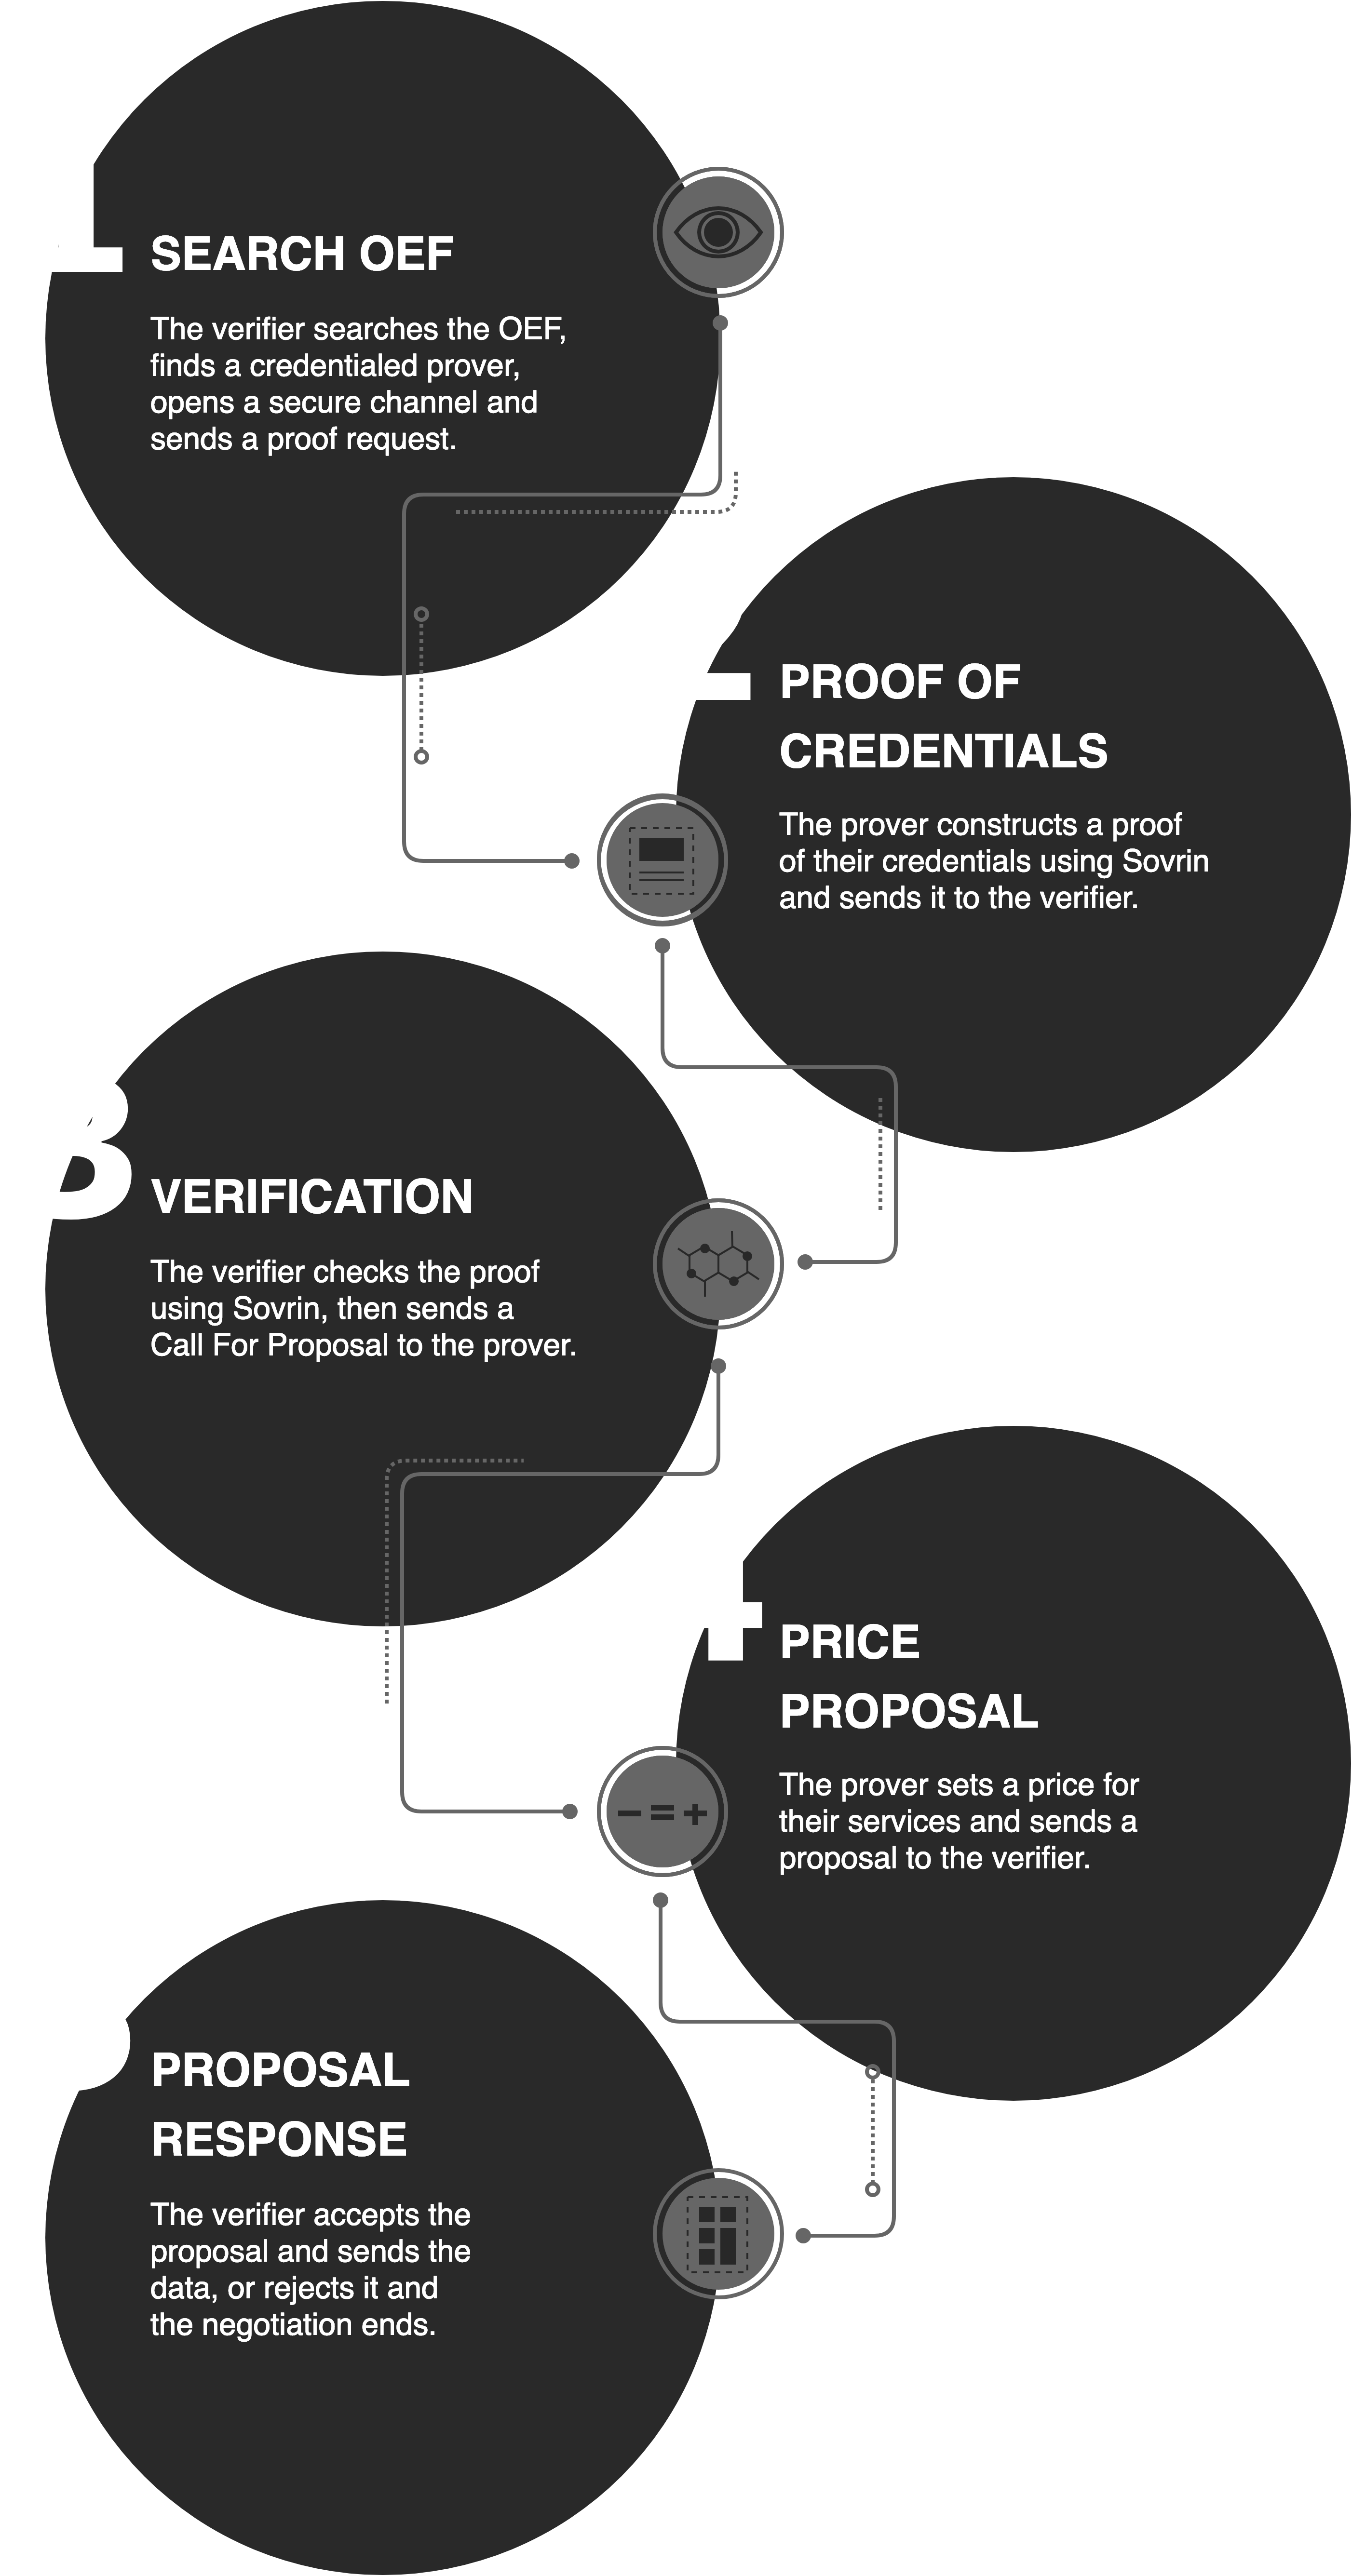 1
SEARCH OEF
The verifier searches the OEF,
finds a credentialed prover,
opens a secure channel and
sends a proof request.
2
PROOF OF
CREDENTIALS
The prover constructs a proof
of their credentials using Sovrin
and sends it to the verifier.
3
VERIFICATION
The verifier checks the proof
using Sovrin, then sends a
Call For Proposal to the prover.
4
PRICE
PROPOSAL
The prover sets a price for
their services and sends a
proposal to the verifier.
– = +
5
PROPOSAL
RESPONSE
The verifier accepts the
proposal and sends the
data, or rejects it and
the negotiation ends.